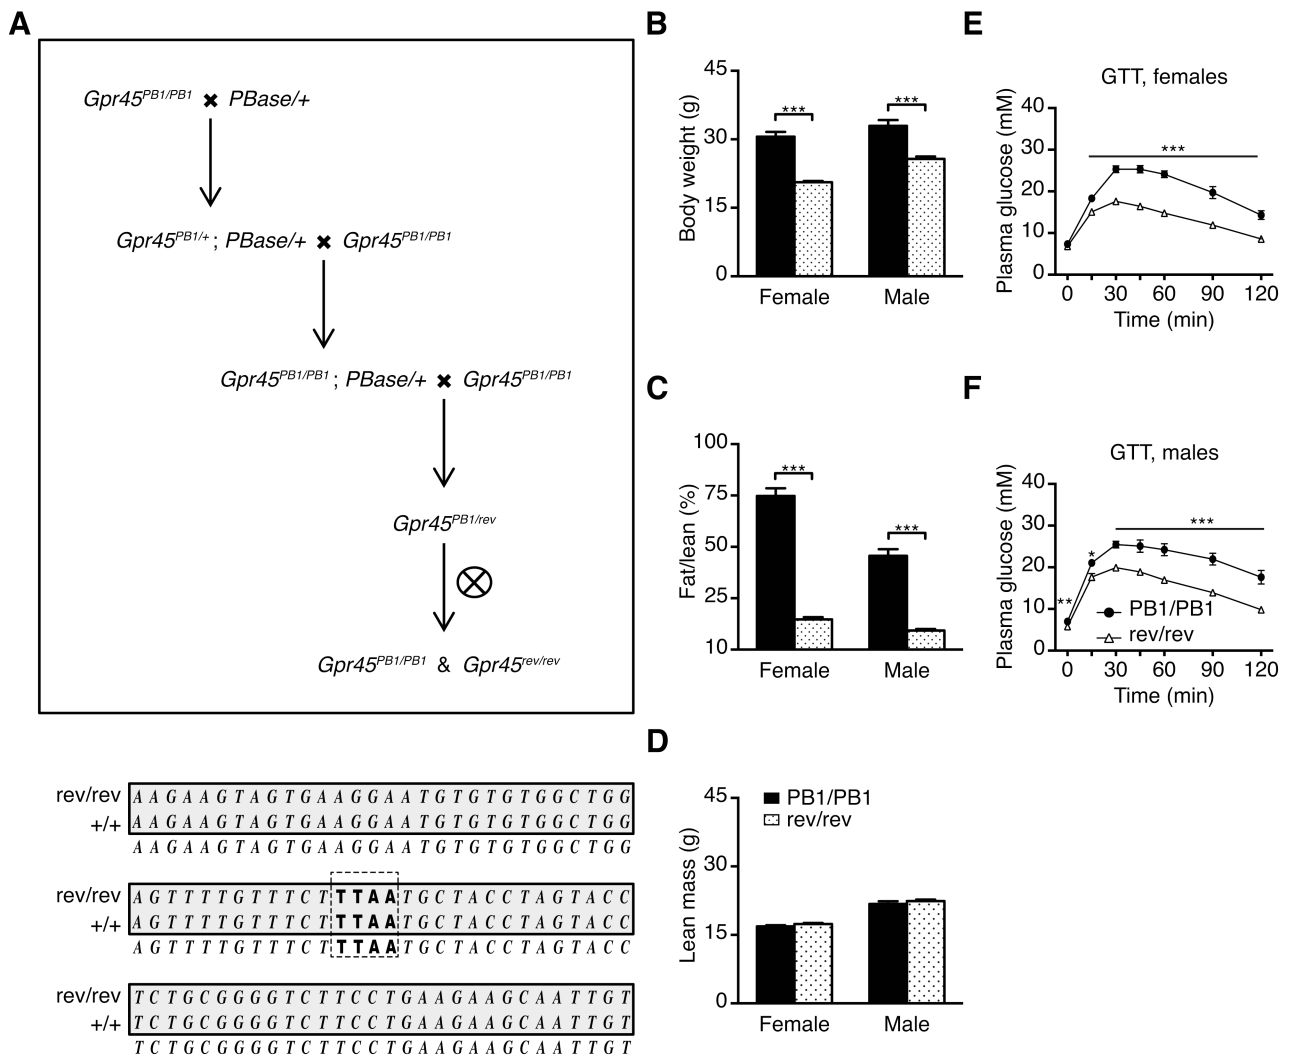 A
Gpr45PB1/PB1 ✖ PBase/+
Gpr45PB1/+ ; PBase/+ ✖ Gpr45PB1/PB1
Gpr45PB1/PB1 ; PBase/+ ✖ Gpr45PB1/PB1
Gpr45PB1/rev
Gpr45PB1/PB1 & Gpr45rev/rev
rev/rev AAGAAGTAGTGAAGGAATGTGTGTGGCTGG
+/+ AAGAAGTAGTGAAGGAATGTGTGTGGCTGG
AAGAAGTAGTGAAGGAATGTGTGTGGCTGG
rev/rev AGTTTTGTTTCTTTAATGCTACCTAGTACC
+/+ AGTTTTGTTTCTTTAATGCTACCTAGTACC
AGTTTTGTTTCTTTAATGCTACCTAGTACC
rev/rev TCTGCGGGGTCTTCCTGAAGAAGCAATTGT
+/+ TCTGCGGGGTCTTCCTGAAGAAGCAATTGT
TCTGCGGGGTCTTCCTGAAGAAGCAATTGT
B
Body weight (g)
45
30
15
0
***
***
Female Male
C
Fat/lean (%)
100
75
50
25
10
***
***
Female Male
D
Lean mass (g)
45
30
15
0
PB1/PB1
rev/rev
Female Male
E
GTT, females
Plasma glucose (mM)
40
30
20
10
0
***
0 30 60 90 120
Time (min)
F
GTT, males
Plasma glucose (mM)
40
30
20
10
0
***
*
**
PB1/PB1
rev/rev
0 30 60 90 120
Time (min)